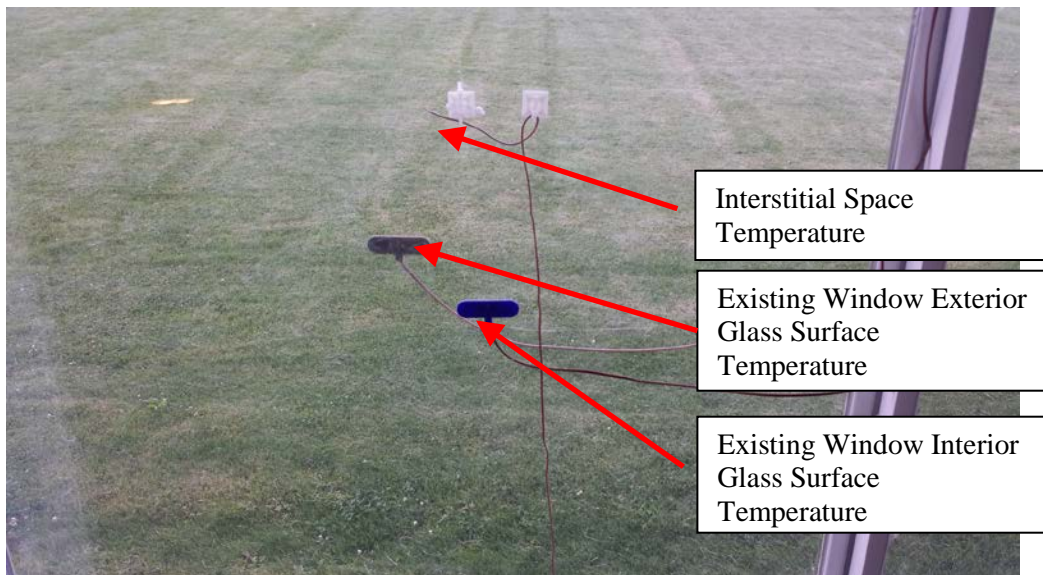 Interstitial Space
Temperature
Existing Window Exterior
Glass Surface
Temperature
Existing Window Interior
Glass Surface
Temperature